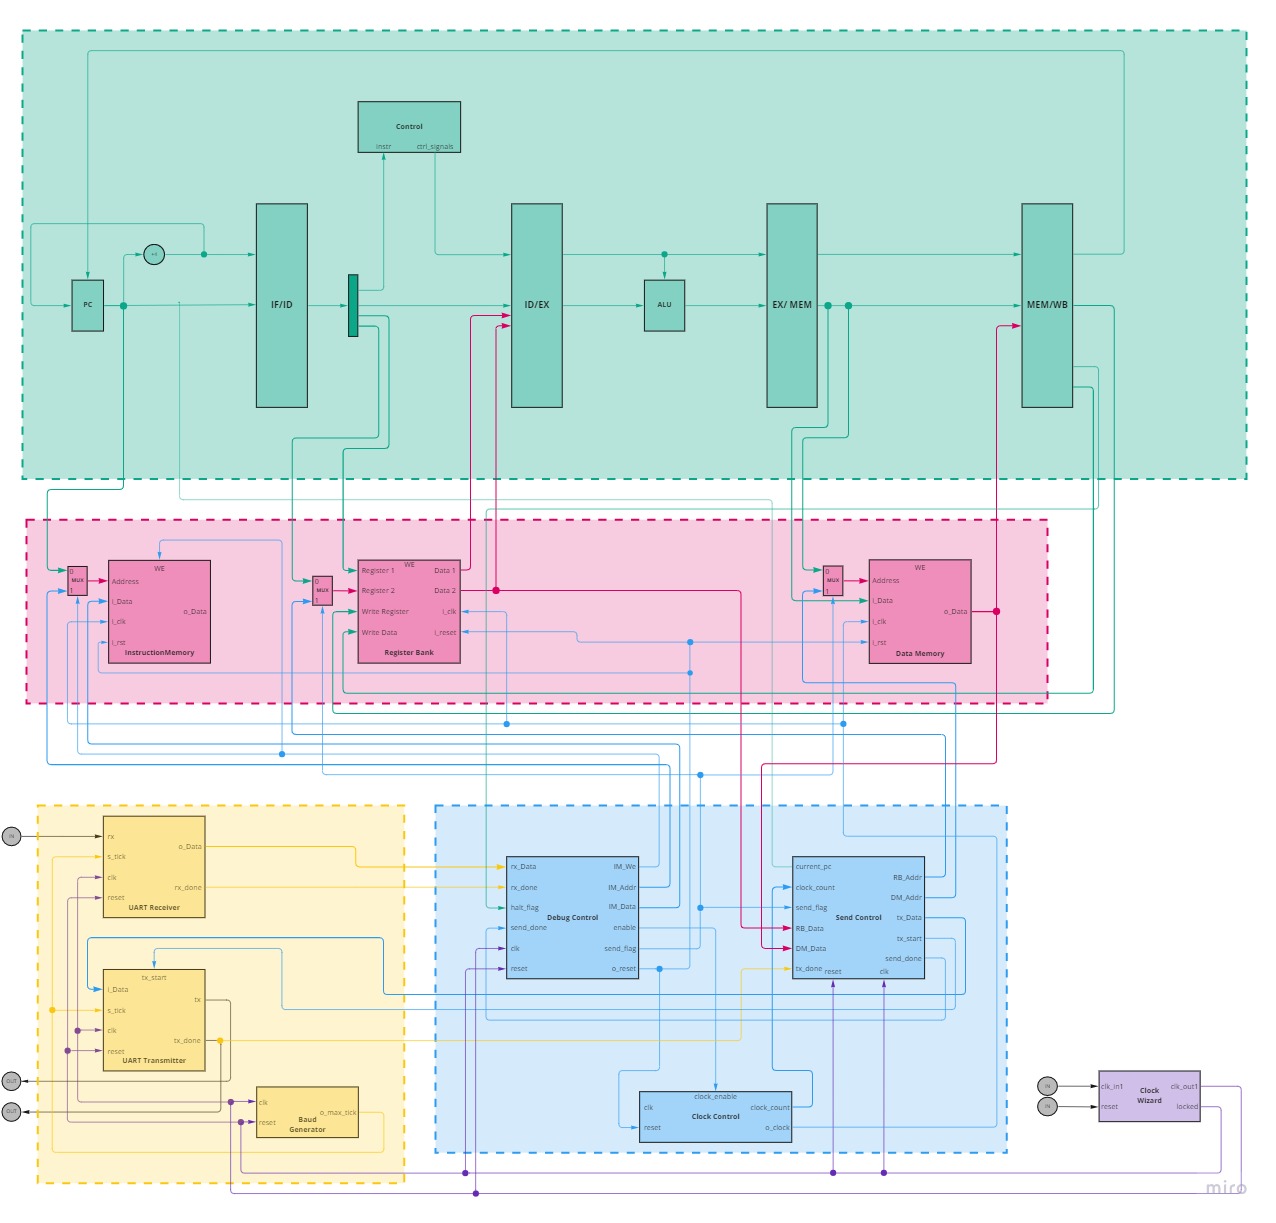 Control
instr ctrl_signals
+4
PC
IF/ID
ID/EX
ALU
EX/ MEM
MEM/WB
0
MUX
1
WE
Address
i_Data
o_Data
i_clk
i_rst
InstructionMemory
0
MUX
1
WE
Register 1 Data 1
Register 2 Data 2
Write Register i_clk
Write Data i_reset
Register Bank
0
MUX
1
WE
Address
i_Data
o_Data
i_clk
i_rst
Data Memory
IN
rx
o_Data
s_tick
clk
rx_done
reset
UART Receiver
tx_start
i_Data
tx
s_tick
clk
tx_done
reset
UART Transmitter
OUT
OUT
clk
o_max_tick
reset
Baud
Generator
rx_Data IM_We
rx_done IM_Addr
halt_flag IM_Data
Debug Control
send_done enable
clk send_flag
reset o_reset
current_pc
RB_Addr
clock_count
DM_Addr
send_flag
tx_Data
Send Control
RB_Data
tx_start
DM_Data
send_done
tx_done reset clk
clock_enable
clk clock_count
Clock Control
reset o_clock
IN
IN
clk_in1 clk_out1
Clock
Wizard
reset locked
miro